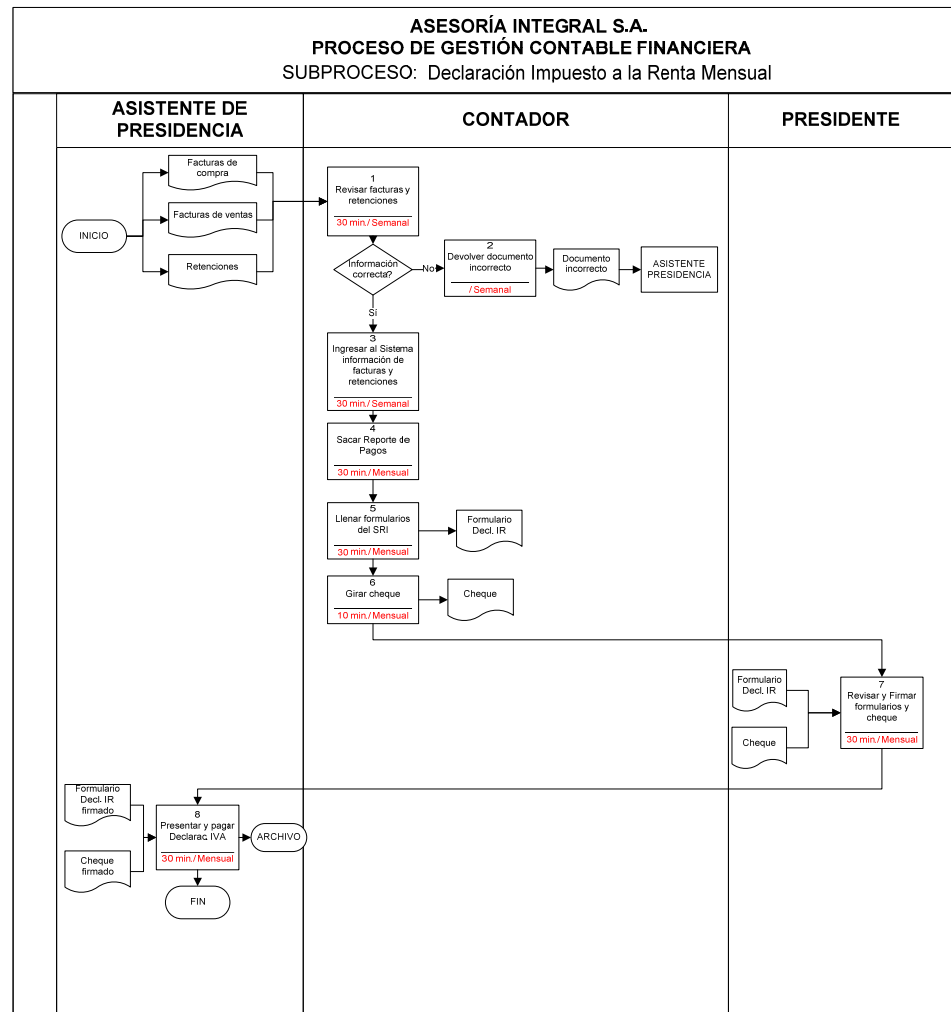 ASESORÍA INTEGRAL S.A.
PROCESO DE GESTIÓN CONTABLE FINANCIERA
SUBPROCESO: Declaración Impuesto a la Renta Mensual
ASISTENTE DE
PRESIDENCIA
CONTADOR
PRESIDENTE
INICIO
Facturas de
compra
Facturas de ventas
Retenciones
1
Revisar facturas y
retenciones
30 min./ Semanal
Información
correcta?
No
2
Devolver documento
incorrecto
/ Semanal
Documento
incorrecto
ASISTENTE
PRESIDENCIA
Sí
3
Ingresar al Sistema
información de
facturas y
retenciones
30 min./ Semanal
4
Sacar Reporte de
Pagos
30 min./ Mensual
5
Llenar formularios
del SRI
30 min./ Mensual
Formulario
Decl. IR
6
Girar cheque
10 min./ Mensual
Cheque
Formulario
Decl. IR
Cheque
7
Revisar y Firmar
formularios y
cheque
30 min./ Mensual
Formulario
Decl. IR
firmado
Cheque
firmado
8
Presentar y pagar
Declarac. IVA
30 min./ Mensual
ARCHIVO
FIN